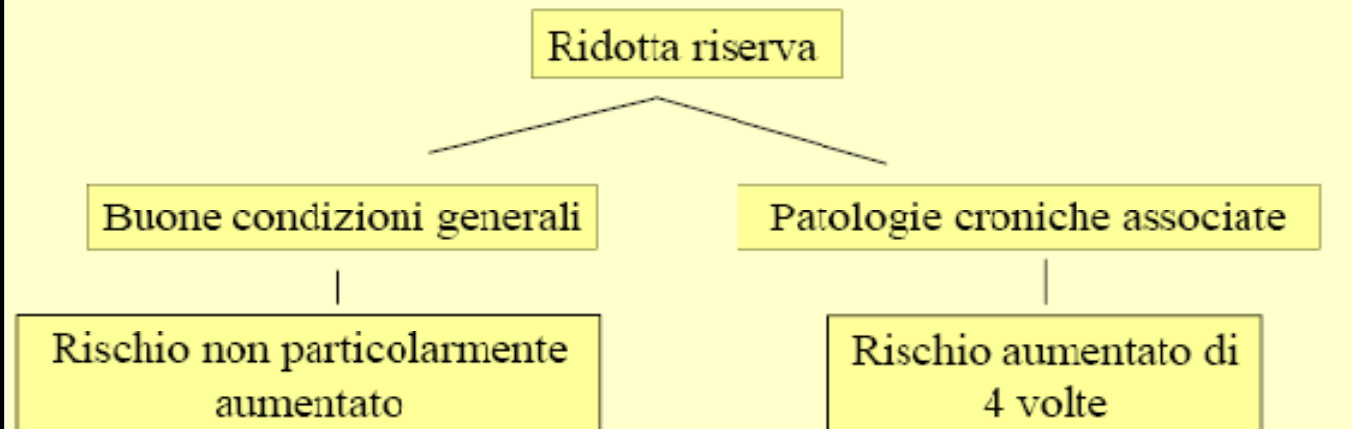 Ridotta riserva
Buone condizioni generali
Patologie croniche associate
Rischio non particolarmente
aumentato
Rischio aumentato di
4 volte